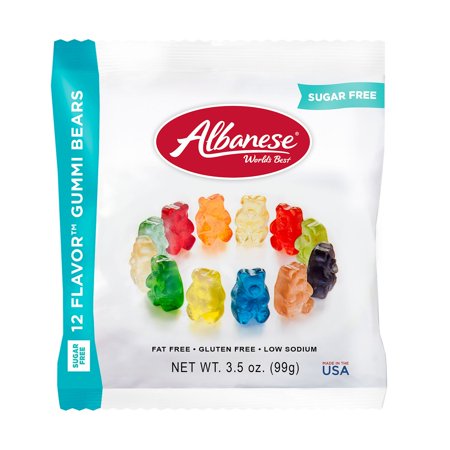 SUGAR FREE
Albanese®
World's Best
12 FLAVOR™ GUMMI BEARS
SUGAR FREE
FAT FREE • GLUTEN FREE • LOW SODIUM
NET WT. 3.5 oz. (99g)
MADE IN THE
USA